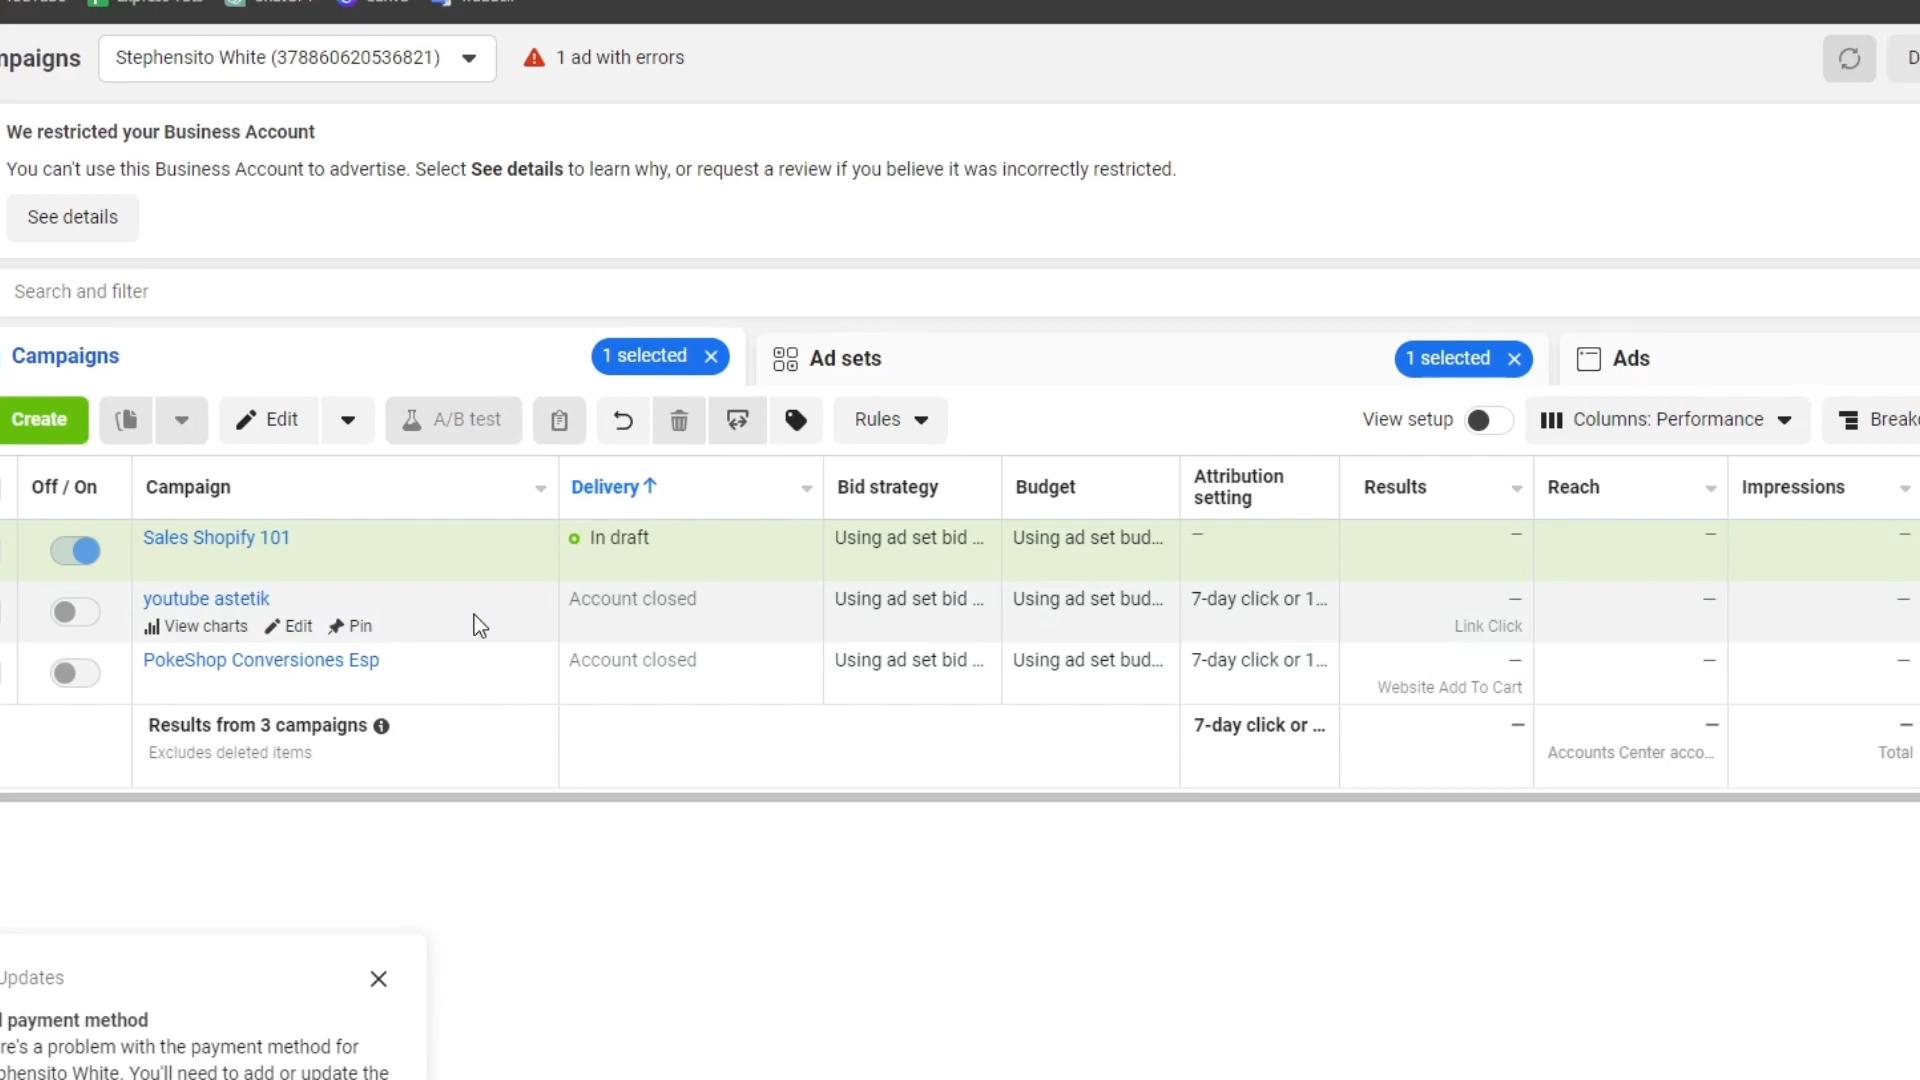 mpaigns
Stephensito White (378860620536821)
1 ad with errors
D
We restricted your Business Account
You can't use this Business Account to advertise. Select See details to learn why, or request a review if you believe it was incorrectly restricted.
See details
Search and filter
Campaigns
1 selected
Ad sets
1 selected
Ads
Create
Edit
A/B test
Rules
View setup
Columns: Performance
Breakd
Off / On
Campaign
Delivery ↑
Bid strategy
Budget
Attribution
setting
Results
Reach
Impressions
Sales Shopify 101
In draft
Using ad set bid ...
Using ad set bud...
—
—
—
—
youtube astetik
Account closed
Using ad set bid ...
Using ad set bud...
7-day click or 1...
—
—
—
View charts
Edit
Pin
Link Click
PokeShop Conversiones Esp
Account closed
Using ad set bid ...
Using ad set bud...
7-day click or 1...
—
—
—
Website Add To Cart
Results from 3 campaigns
7-day click or ...
—
—
—
Excludes deleted items
Accounts Center acco...
Total
Updates
payment method
re's a problem with the payment method for
phensito White. You'll need to add or update the